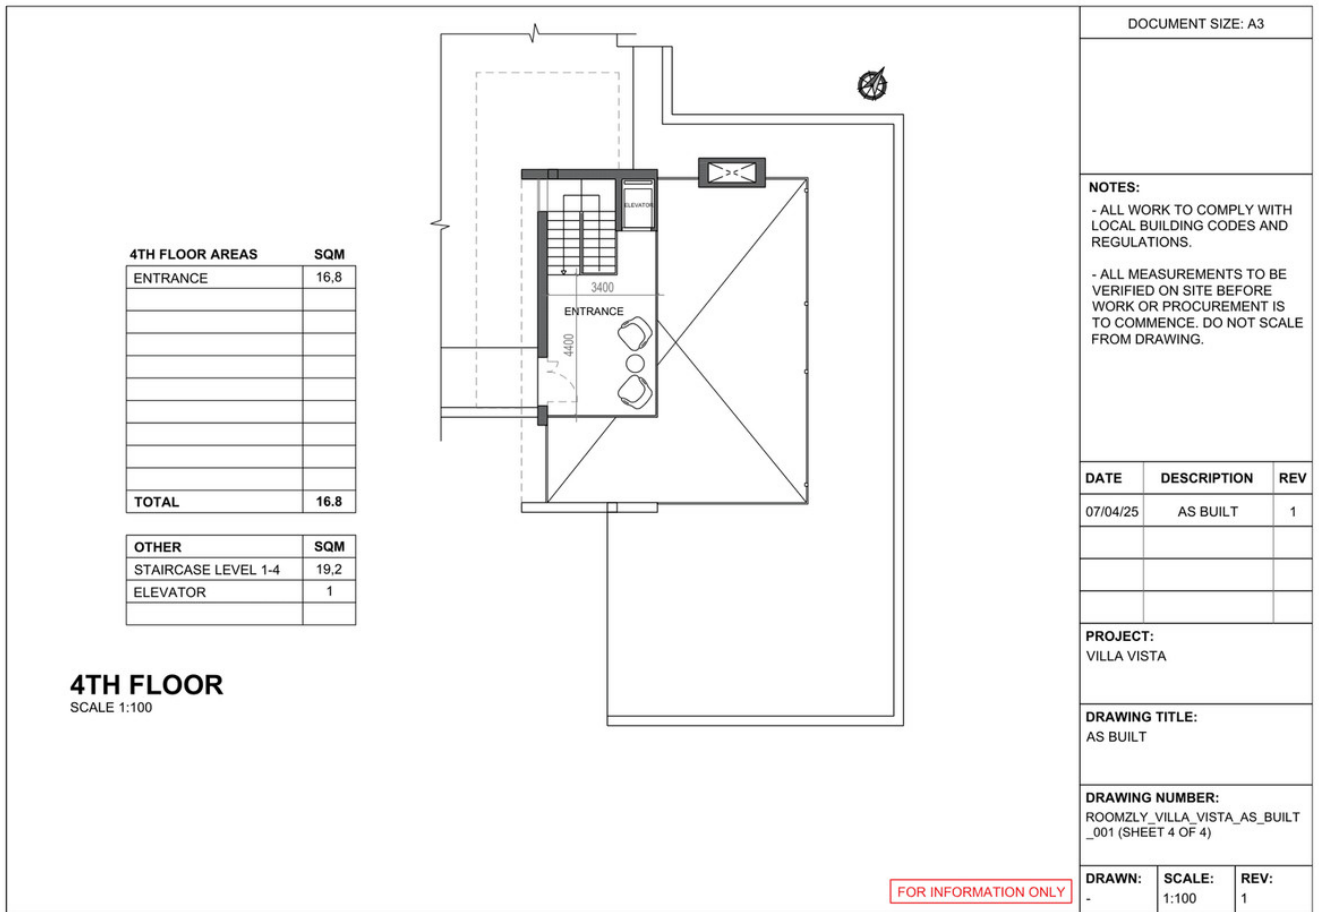 DOCUMENT SIZE: A3
NOTES:
- ALL WORK TO COMPLY WITH
LOCAL BUILDING CODES AND
REGULATIONS.
- ALL MEASUREMENTS TO BE
VERIFIED ON SITE BEFORE
WORK OR PROCUREMENT IS
TO COMMENCE. DO NOT SCALE
FROM DRAWING.
ELEVATOR
3400
ENTRANCE
4400
4TH FLOOR AREAS SQM
ENTRANCE 16,8
TOTAL 16.8
OTHER SQM
STAIRCASE LEVEL 1-4 19,2
ELEVATOR 1
4TH FLOOR
SCALE 1:100
DATE DESCRIPTION REV
07/04/25 AS BUILT 1
PROJECT:
VILLA VISTA
DRAWING TITLE:
AS BUILT
DRAWING NUMBER:
ROOMZLY_VILLA_VISTA_AS_BUILT
_001 (SHEET 4 OF 4)
DRAWN: SCALE: REV:
- 1:100 1
FOR INFORMATION ONLY